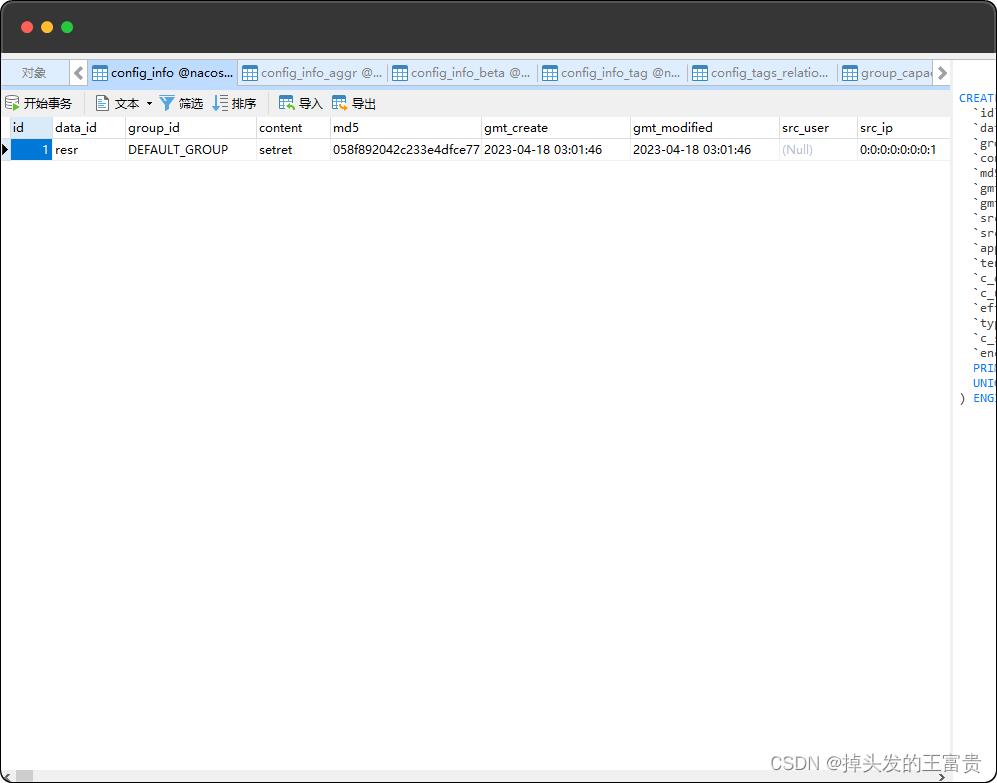 对象 config_info @nacos... config_info_aggr @... config_info_beta @... config_info_tag @n... config_tags_relatio... group_capa
开始事务 文本 筛选 排序 导入 导出
id data_id group_id content md5 gmt_create gmt_modified src_user src_ip
1 resr DEFAULT_GROUP setret 058f892042c233e4dfce77 2023-04-18 03:01:46 2023-04-18 03:01:46 (Null) 0:0:0:0:0:0:0:1
CREATE
`id
`da
`gr
`co
`md5
`gm
`gm
`sr
`sr
`app
`te
`c_
`c_
`ef
`typ
`c_
`en
PRI
UNI
) ENG
CSDN @掉头发的王富贵